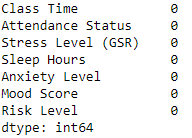 Class Time 0
Attendance Status 0
Stress Level (GSR) 0
Sleep Hours 0
Anxiety Level 0
Mood Score 0
Risk Level 0
dtype: int64